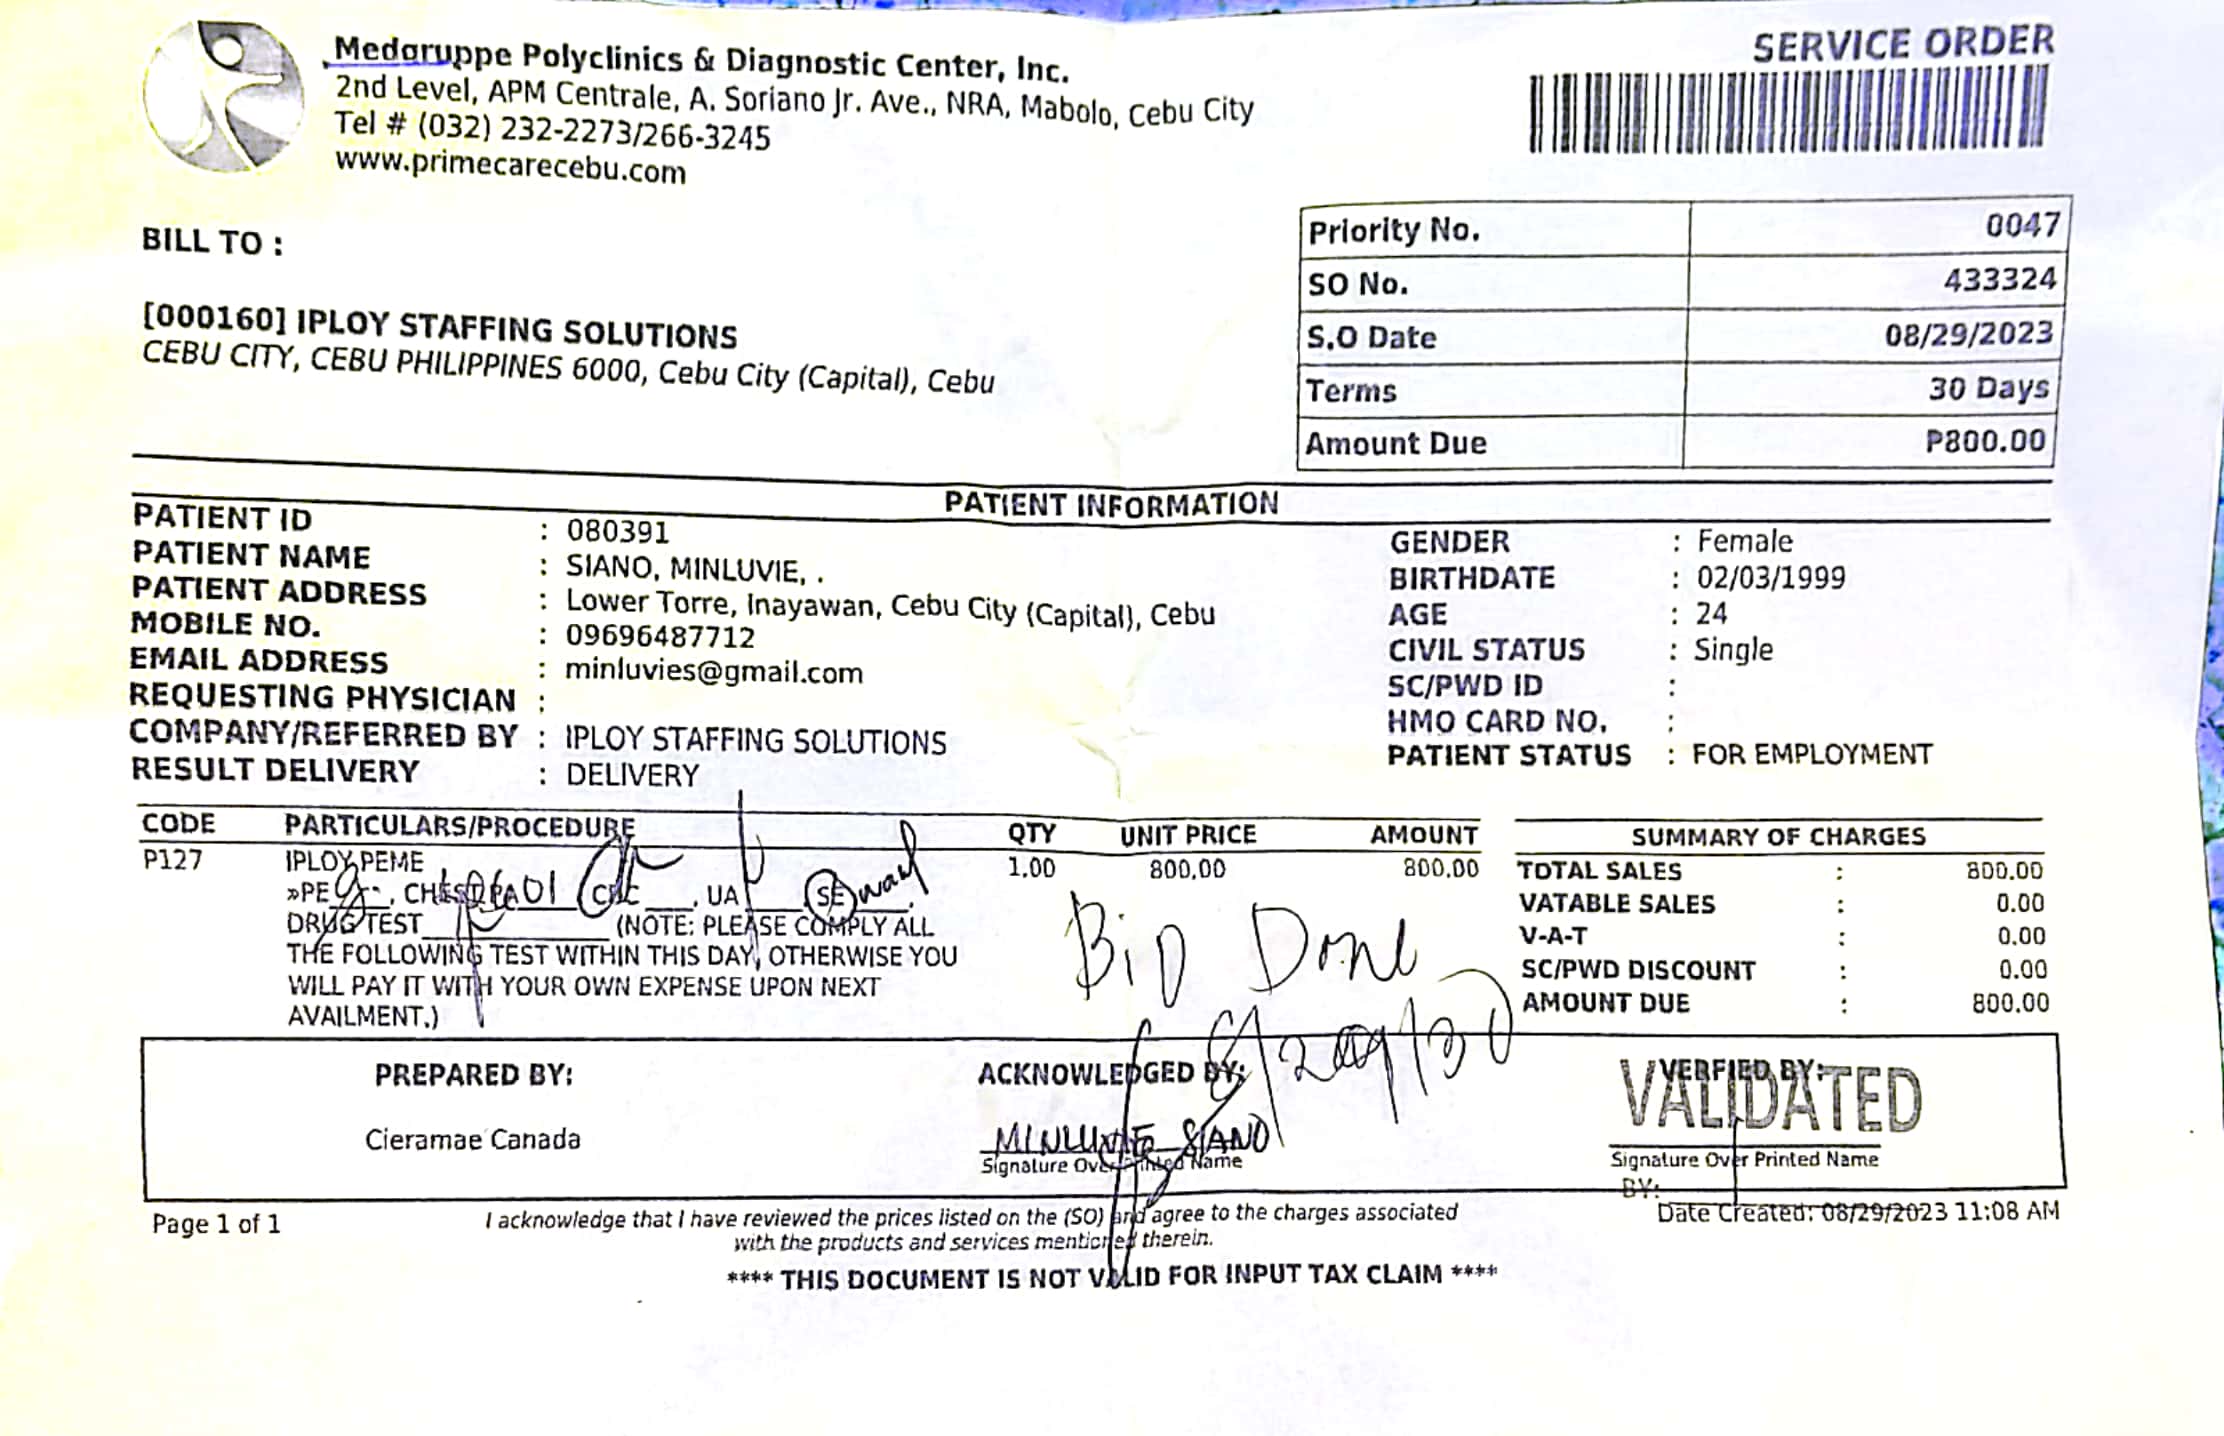 Medgruppe Polyclinics & Diagnostic Center, Inc.
2nd Level, APM Centrale, A. Soriano Jr. Ave., NRA, Mabolo, Cebu City
Tel # (032) 232-2273/266-3245
www.primecarecebu.com
SERVICE ORDER
BILL TO :
[000160] IPLOY STAFFING SOLUTIONS
CEBU CITY, CEBU PHILIPPINES 6000, Cebu City (Capital), Cebu
Priority No. 0047
SO No. 433324
S.O Date 08/29/2023
Terms 30 Days
Amount Due P800.00
PATIENT INFORMATION
PATIENT ID : 080391
PATIENT NAME : SIANO, MINLUVIE, .
PATIENT ADDRESS : Lower Torre, Inayawan, Cebu City (Capital), Cebu
MOBILE NO. : 09696487712
EMAIL ADDRESS : minluvies@gmail.com
REQUESTING PHYSICIAN :
COMPANY/REFERRED BY : IPLOY STAFFING SOLUTIONS
RESULT DELIVERY : DELIVERY
GENDER : Female
BIRTHDATE : 02/03/1999
AGE : 24
CIVIL STATUS : Single
SC/PWD ID :
HMO CARD NO. :
PATIENT STATUS : FOR EMPLOYMENT
CODE PARTICULARS/PROCEDURE QTY UNIT PRICE AMOUNT
P127 IPLOY PEME 1.00 800.00 800.00
»PE , CHEST PA , CBC , UA , SE ,
DRUG TEST (NOTE: PLEASE COMPLY ALL
THE FOLLOWING TEST WITHIN THIS DAY, OTHERWISE YOU
WILL PAY IT WITH YOUR OWN EXPENSE UPON NEXT
AVAILMENT.)
Done
SUMMARY OF CHARGES
TOTAL SALES : 800.00
VATABLE SALES : 0.00
V-A-T : 0.00
SC/PWD DISCOUNT : 0.00
AMOUNT DUE : 800.00
PREPARED BY:
Cieramae Canada
ACKNOWLEDGED BY:
MINLUVIE SIANO
Signature Over Printed Name
VERFIED BY:
VALIDATED
Signature Over Printed Name
BY:
Page 1 of 1
I acknowledge that I have reviewed the prices listed on the (SO) and agree to the charges associated
with the products and services mentioned therein.
Date Created: 08/29/2023 11:08 AM
**** THIS DOCUMENT IS NOT VALID FOR INPUT TAX CLAIM ****